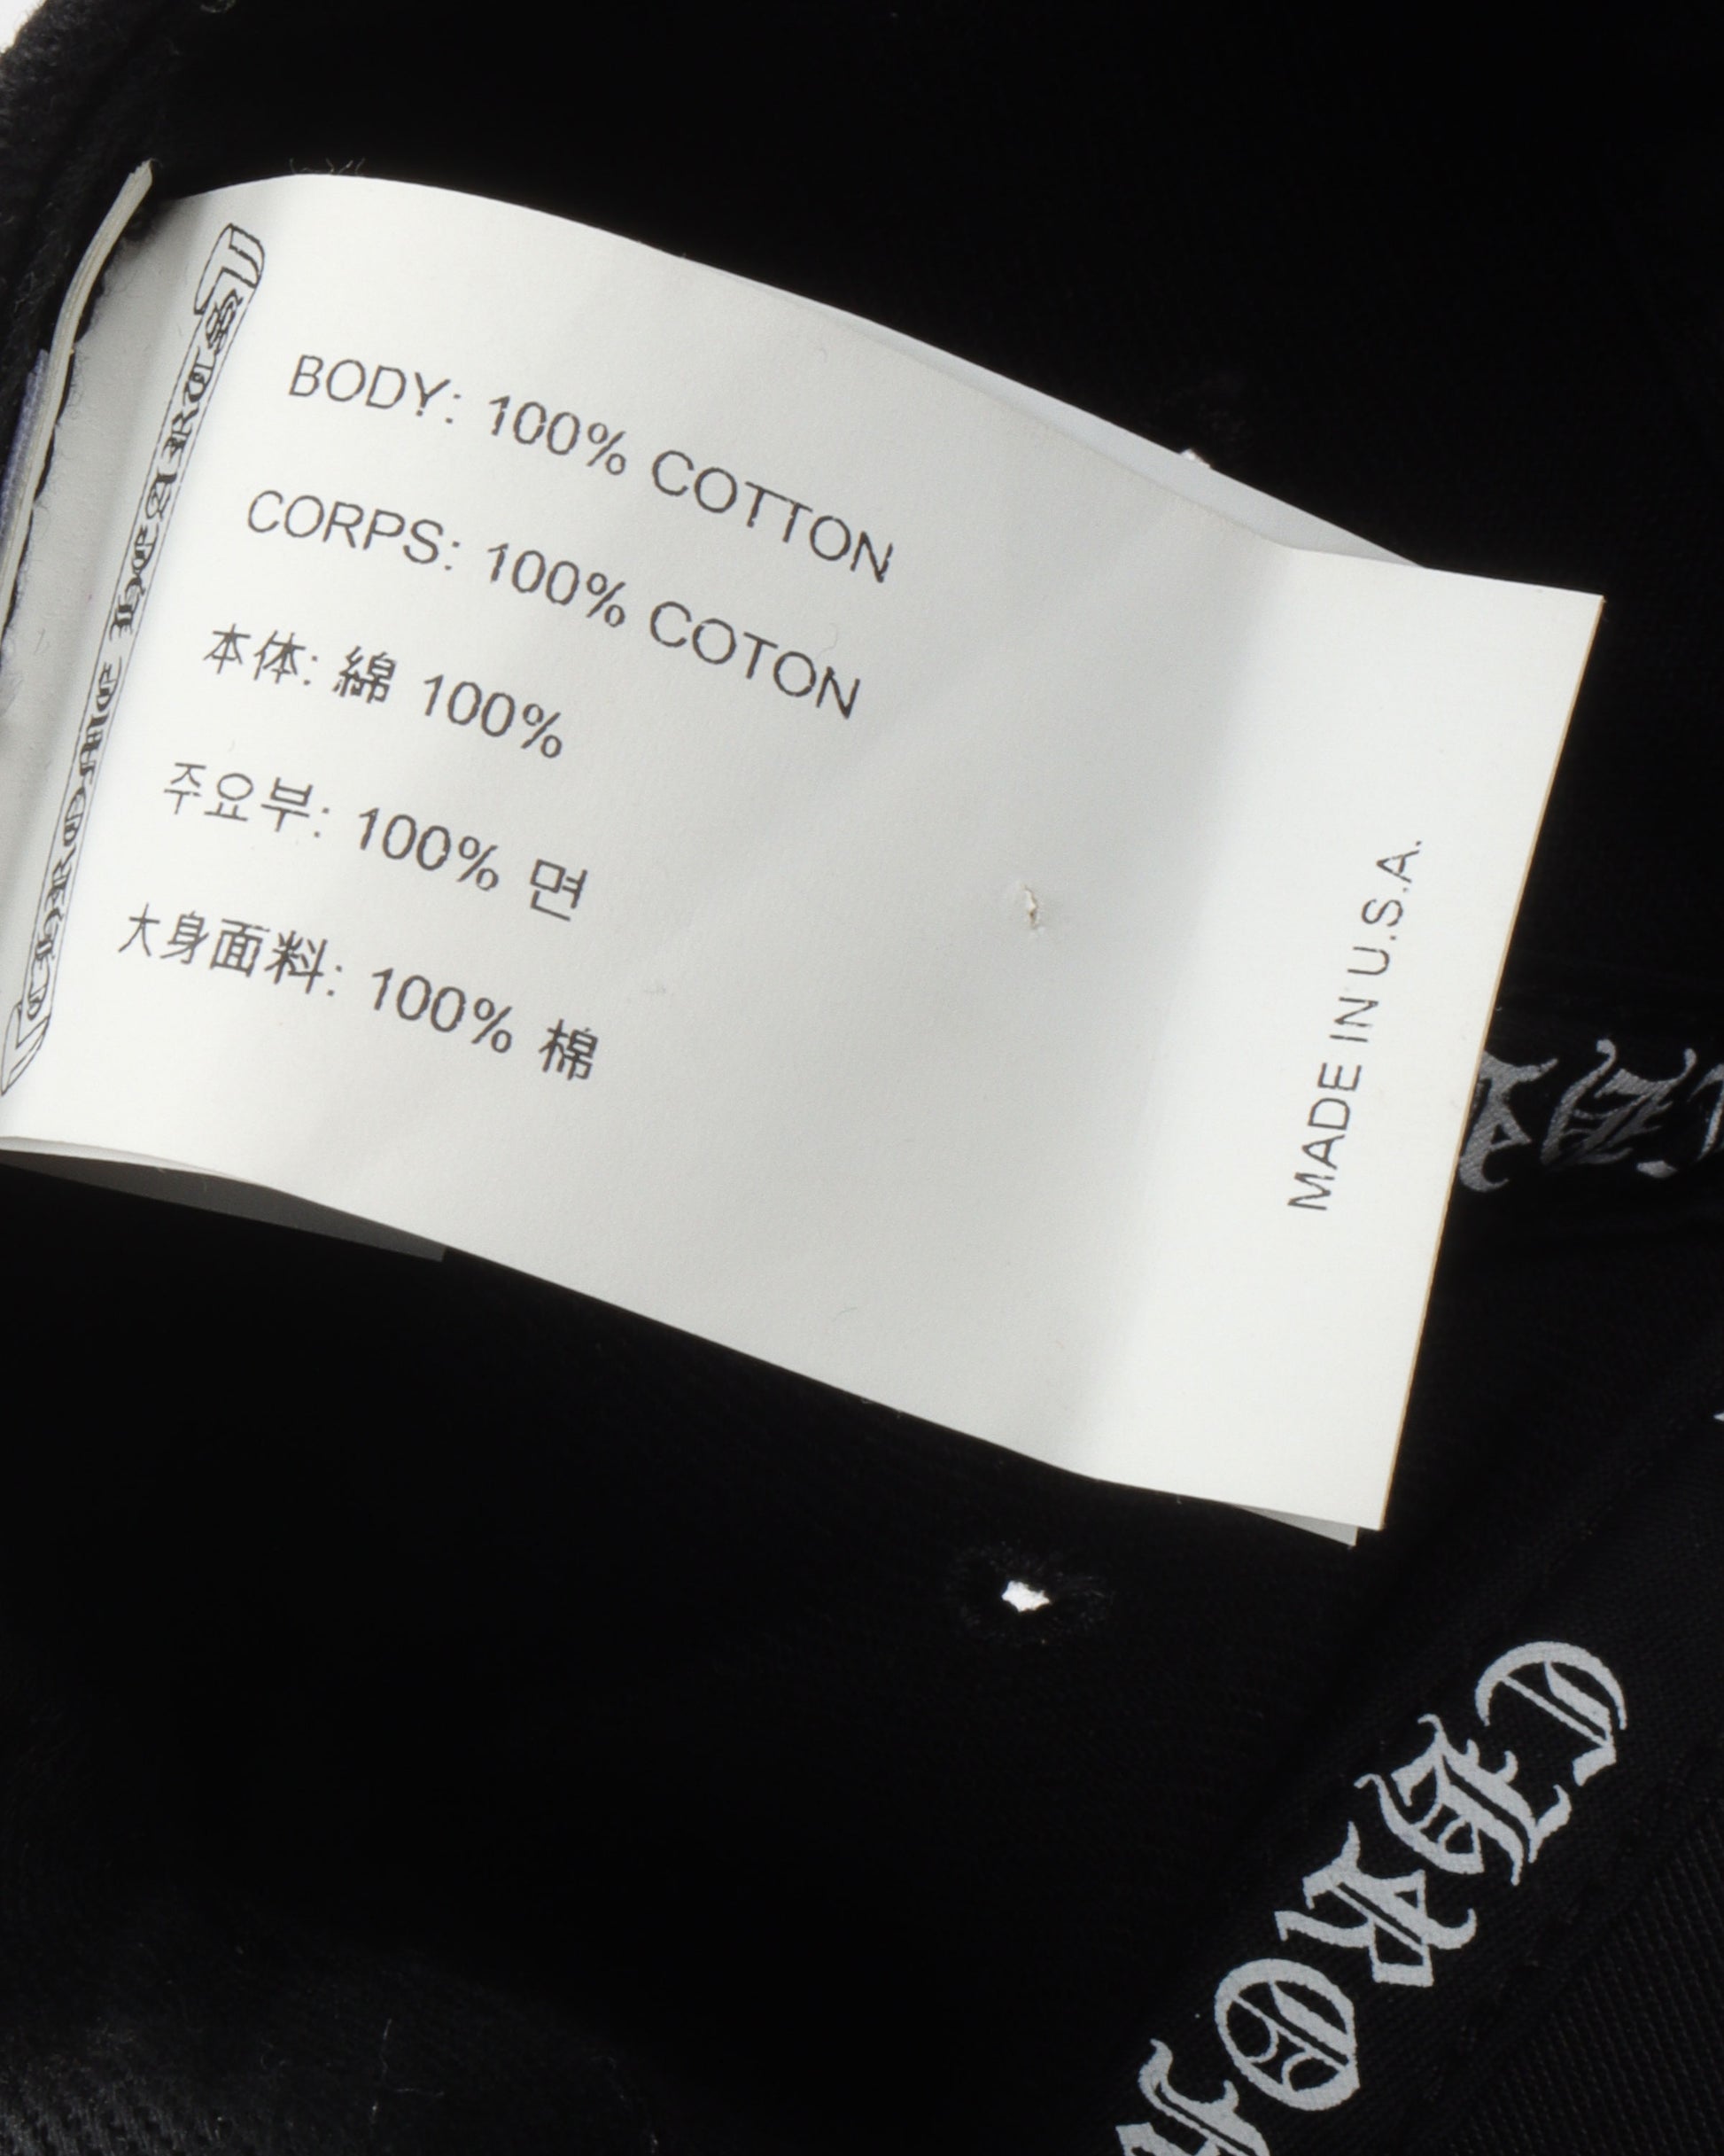 BODY: 100% COTTON
CORPS: 100% COTON
本体: 綿 100%
주요부: 100% 면
大身面料: 100% 棉
MADE IN U.S.A.
CHRO